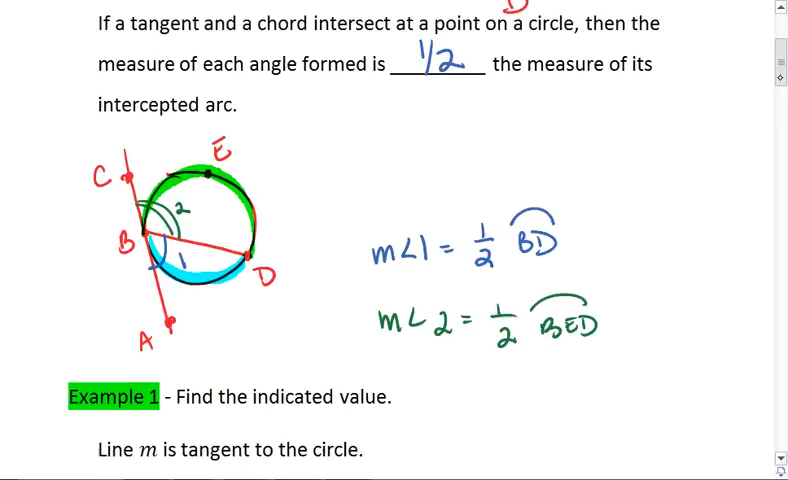 If a tangent and a chord intersect at a point on a circle, then the
measure of each angle formed is 1/2 the measure of its
intercepted arc.
E
C
2
B
1
D
A
m∠1 = 1/2 BD
m∠2 = 1/2 BED
Example 1 - Find the indicated value.
Line m is tangent to the circle.